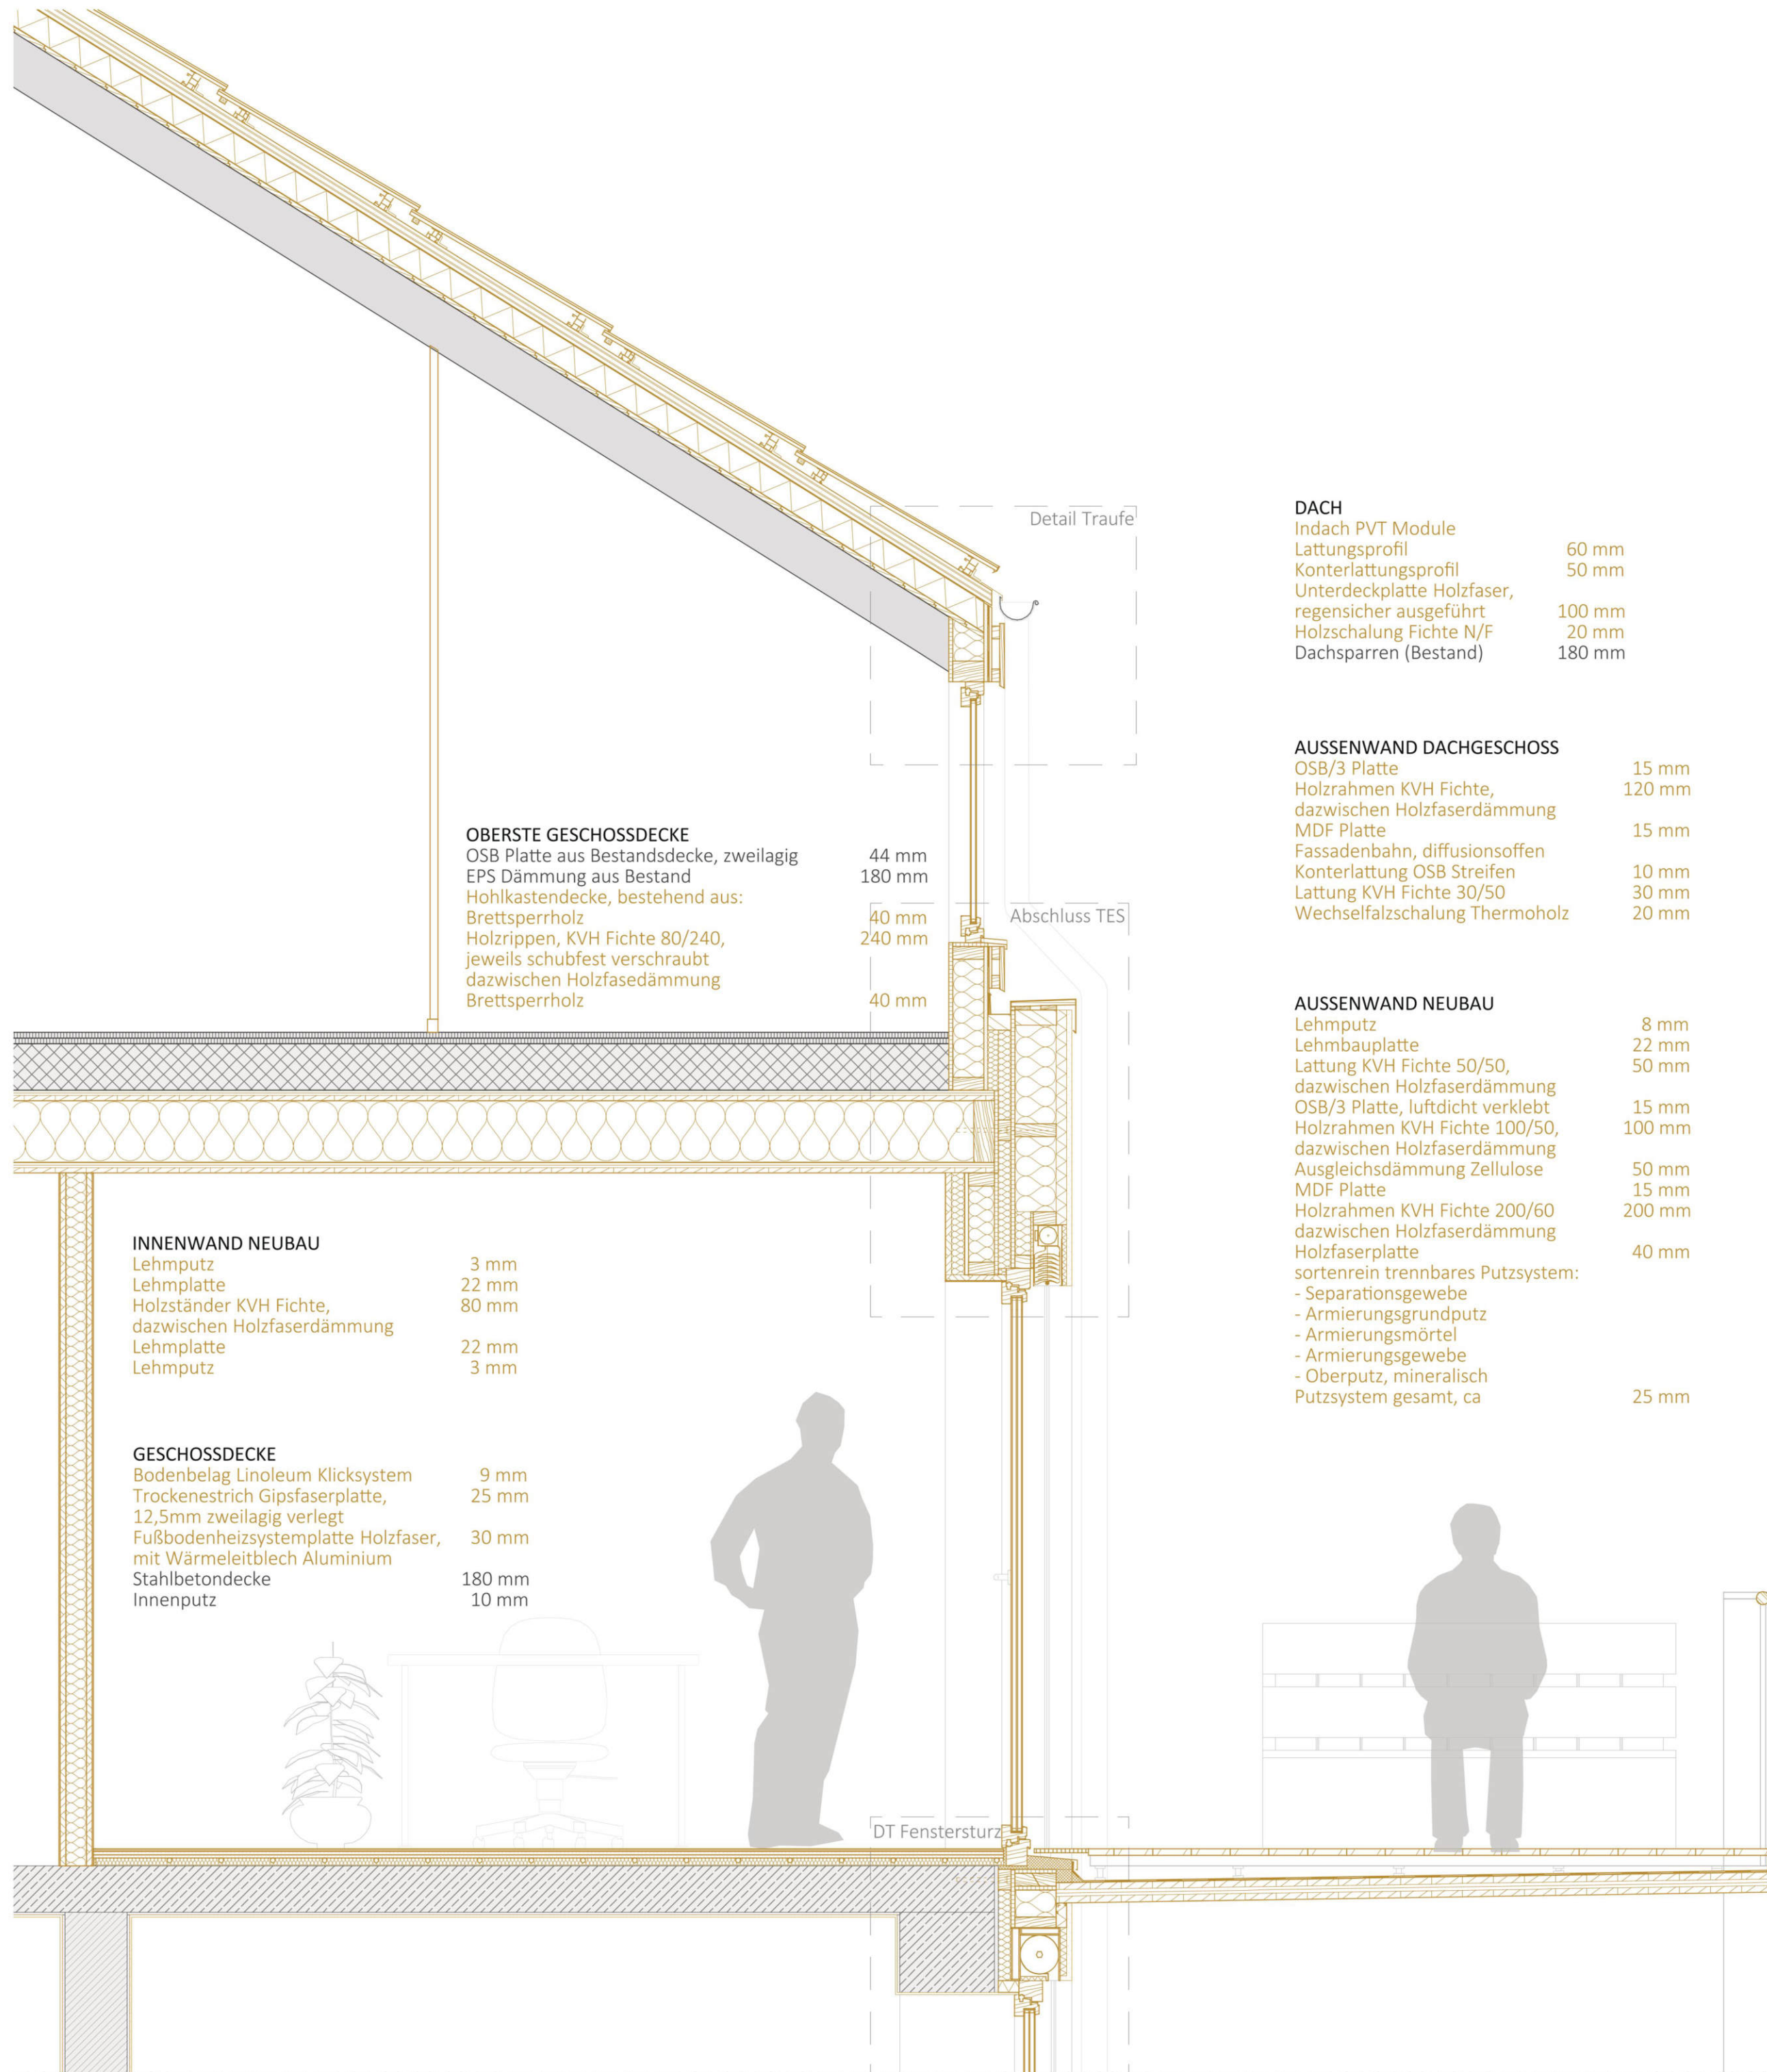 Detail Traufe
DACH
Indach PVT Module
Lattungsprofil 60 mm
Konterlattungsprofil 50 mm
Unterdeckplatte Holzfaser,
regensicher ausgeführt 100 mm
Holzschalung Fichte N/F 20 mm
Dachsparren (Bestand) 180 mm
AUSSENWAND DACHGESCHOSS
OSB/3 Platte 15 mm
Holzrahmen KVH Fichte, 120 mm
dazwischen Holzfaserdämmung
MDF Platte 15 mm
Fassadenbahn, diffusionsoffen
Konterlattung OSB Streifen 10 mm
Lattung KVH Fichte 30/50 30 mm
Wechselfalzschalung Thermoholz 20 mm
OBERSTE GESCHOSSDECKE
OSB Platte aus Bestandsdecke, zweilagig 44 mm
EPS Dämmung aus Bestand 180 mm
Hohlkastendecke, bestehend aus:
Brettsperrholz 40 mm
Holzrippen, KVH Fichte 80/240, 240 mm
jeweils schubfest verschraubt
dazwischen Holzfasedämmung
Brettsperrholz 40 mm
Abschluss TES
AUSSENWAND NEUBAU
Lehmputz 8 mm
Lehmbauplatte 22 mm
Lattung KVH Fichte 50/50, 50 mm
dazwischen Holzfaserdämmung
OSB/3 Platte, luftdicht verklebt 15 mm
Holzrahmen KVH Fichte 100/50, 100 mm
dazwischen Holzfaserdämmung
Ausgleichsdämmung Zellulose 50 mm
MDF Platte 15 mm
Holzrahmen KVH Fichte 200/60 200 mm
dazwischen Holzfaserdämmung
Holzfaserplatte 40 mm
sortenrein trennbares Putzsystem:
- Separationsgewebe
- Armierungsgrundputz
- Armierungsmörtel
- Armierungsgewebe
- Oberputz, mineralisch
Putzsystem gesamt, ca 25 mm
INNENWAND NEUBAU
Lehmputz 3 mm
Lehmplatte 22 mm
Holzständer KVH Fichte, 80 mm
dazwischen Holzfaserdämmung
Lehmplatte 22 mm
Lehmputz 3 mm
GESCHOSSDECKE
Bodenbelag Linoleum Klicksystem 9 mm
Trockenestrich Gipsfaserplatte, 25 mm
12,5mm zweilagig verlegt
Fußbodenheizsystemplatte Holzfaser, 30 mm
mit Wärmeleitblech Aluminium
Stahlbetondecke 180 mm
Innenputz 10 mm
DT Fenstersturz